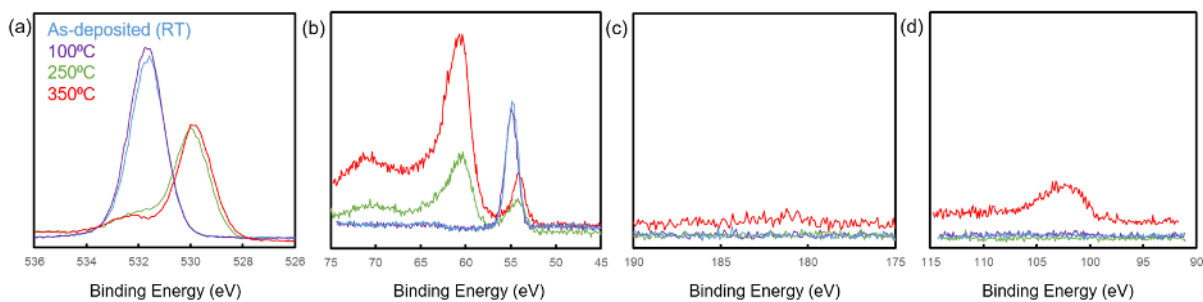 (a) As-deposited (RT)
100ºC
250ºC
350ºC
536 534 532 530 528 526
Binding Energy (eV)
(b)
75 70 65 60 55 50 45
Binding Energy (eV)
(c)
190 185 180 175
Binding Energy (eV)
(d)
115 110 105 100 95 90
Binding Energy (eV)